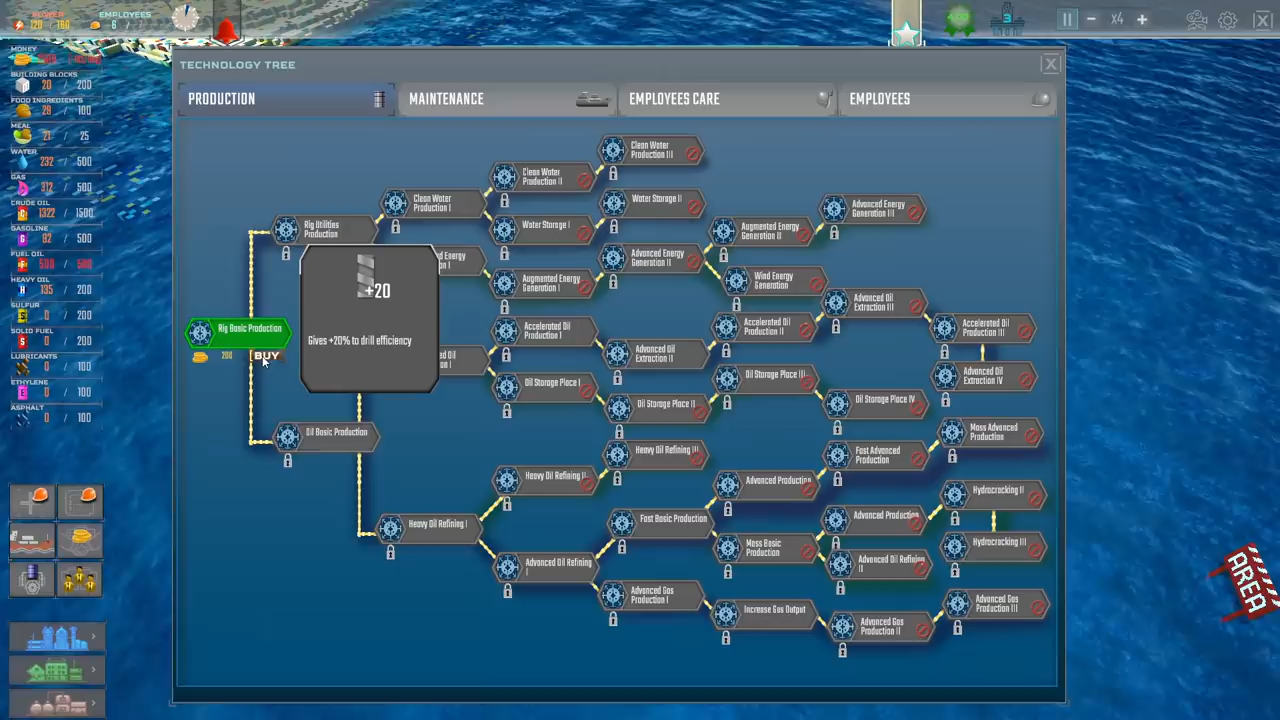 POWER
120 / 160
EMPLOYEES
6 /
3
X4
MONEY
BUILDING BLOCKS
20 / 200
FOOD INGREDIENTS
29 / 100
MEAL
21 / 25
WATER
232 / 500
GAS
312 / 500
CRUDE OIL
1322 / 1500
GASOLINE
82 / 500
FUEL OIL
500 / 500
HEAVY OIL
135 / 200
SULFUR
0 / 200
SOLID FUEL
0 / 200
LUBRICANTS
0 / 100
ETHYLENE
0 / 100
ASPHALT
0 / 100
TECHNOLOGY TREE
PRODUCTION
MAINTENANCE
EMPLOYEES CARE
EMPLOYEES
Clean Water
Production III
Clean Water
Production II
Clean Water
Production I
Water Storage II
Advanced Energy
Generation III
Rig Utilities
Production
Water Storage I
Augmented Energy
Generation II
Advanced Energy
Generation II
Augmented Energy
Generation I
Wind Energy
Generation
+20
Gives +20% to drill efficiency
Rig Basic Production
200
BUY
Accelerated Oil
Production I
Advanced Oil
Extraction II
Accelerated Oil
Production II
Advanced Oil
Extraction III
Accelerated Oil
Production III
Advanced Oil
Extraction IV
Oil Storage Place I
Oil Storage Place II
Oil Storage Place III
Oil Storage Place IV
Oil Basic Production
Heavy Oil Refining III
Heavy Oil Refining II
Fast Advanced
Production
Mass Advanced
Production
Advanced Production
Heavy Oil Refining I
Fast Basic Production
Advanced Production
Hydrocracking II
Mass Basic
Production
Hydrocracking III
Advanced Oil Refining
I
Advanced Oil Refining
II
Advanced Gas
Production I
Increase Gas Output
Advanced Gas
Production II
Advanced Gas
Production III
AREA